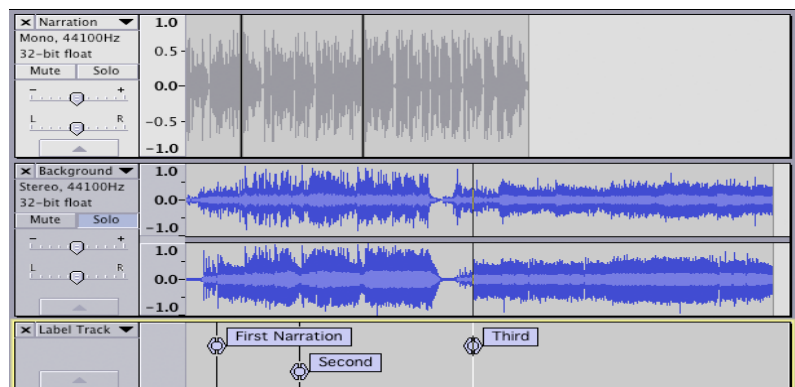 Narration
Mono, 44100Hz
32-bit float
Mute Solo
- +
L R
1.0
0.5-
0.0-
-0.5-
-1.0
Background
Stereo, 44100Hz
32-bit float
Mute Solo
- +
L R
1.0
0.0-
-1.0
1.0
0.0-
-1.0
Label Track
First Narration
Second
Third